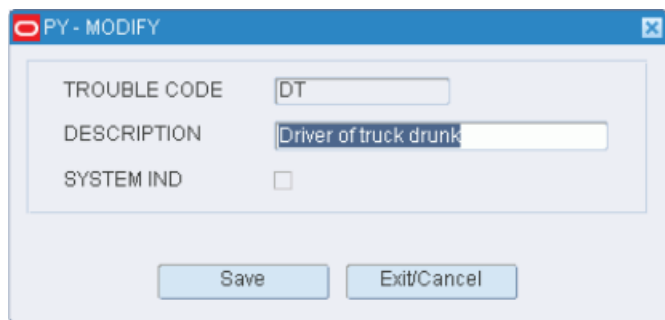 PY - MODIFY
TROUBLE CODE DT
DESCRIPTION Driver of truck drunk
SYSTEM IND
Save Exit/Cancel